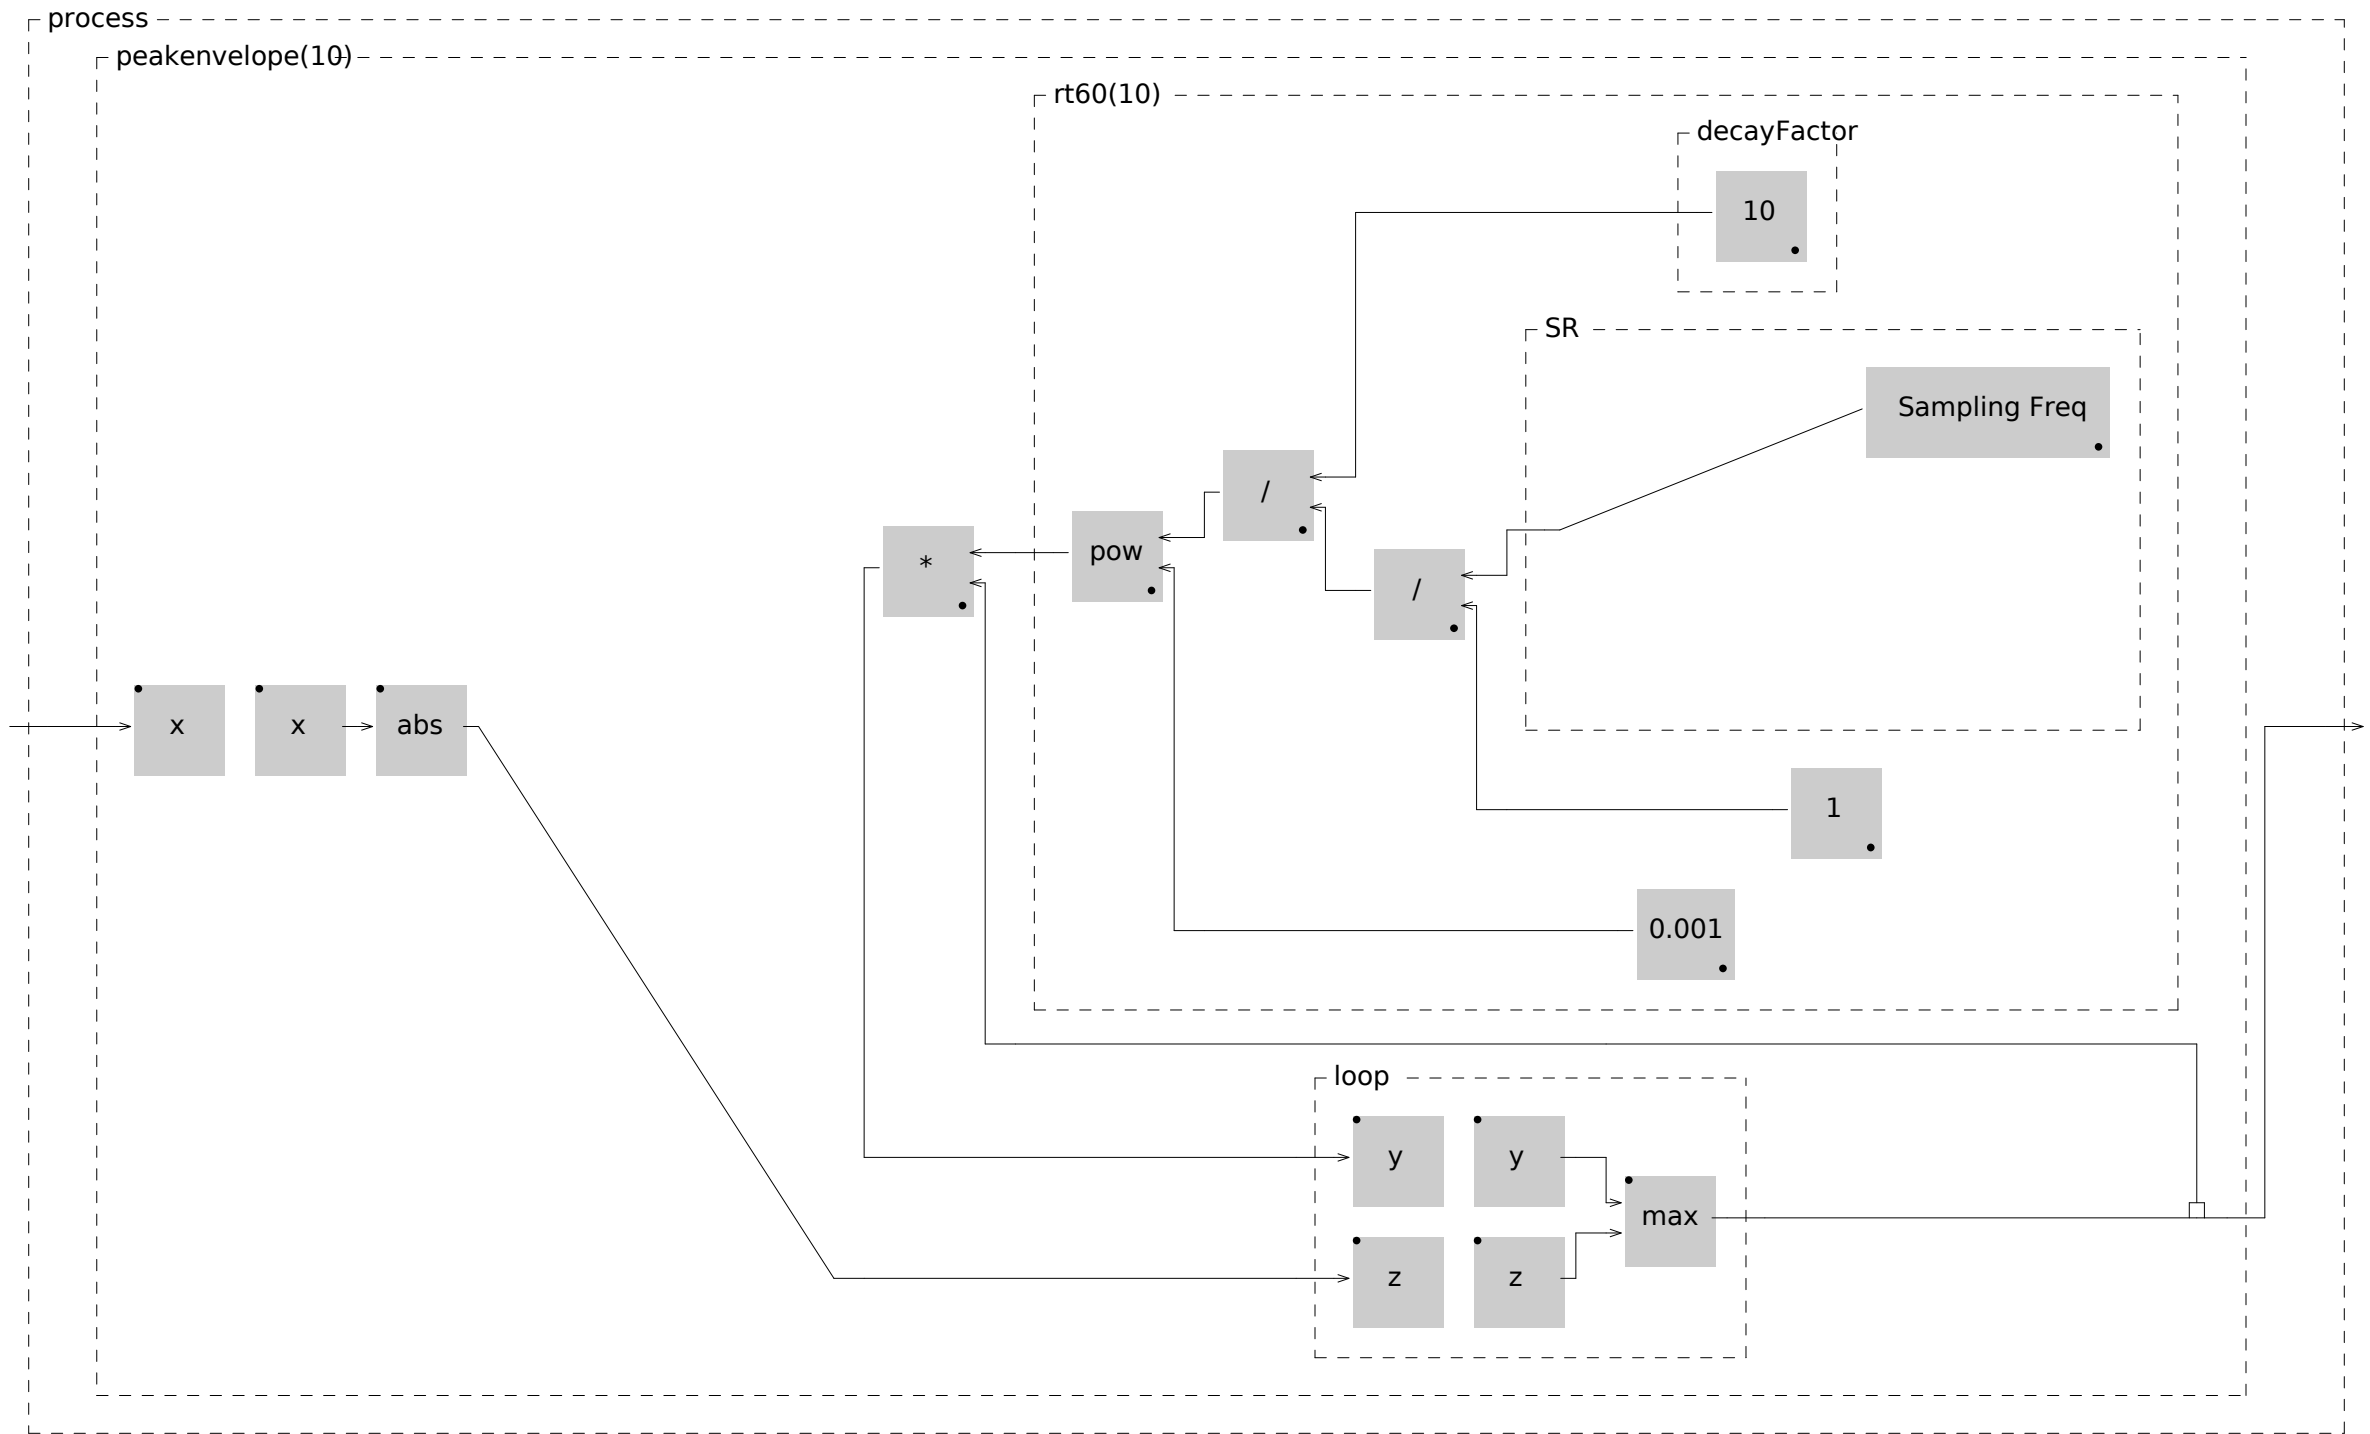 process
peakenvelope(10)
rt60(10)
decayFactor
10
SR
Sampling Freq
/
pow
*
/
x
x
abs
1
0.001
loop
y
y
max
z
z